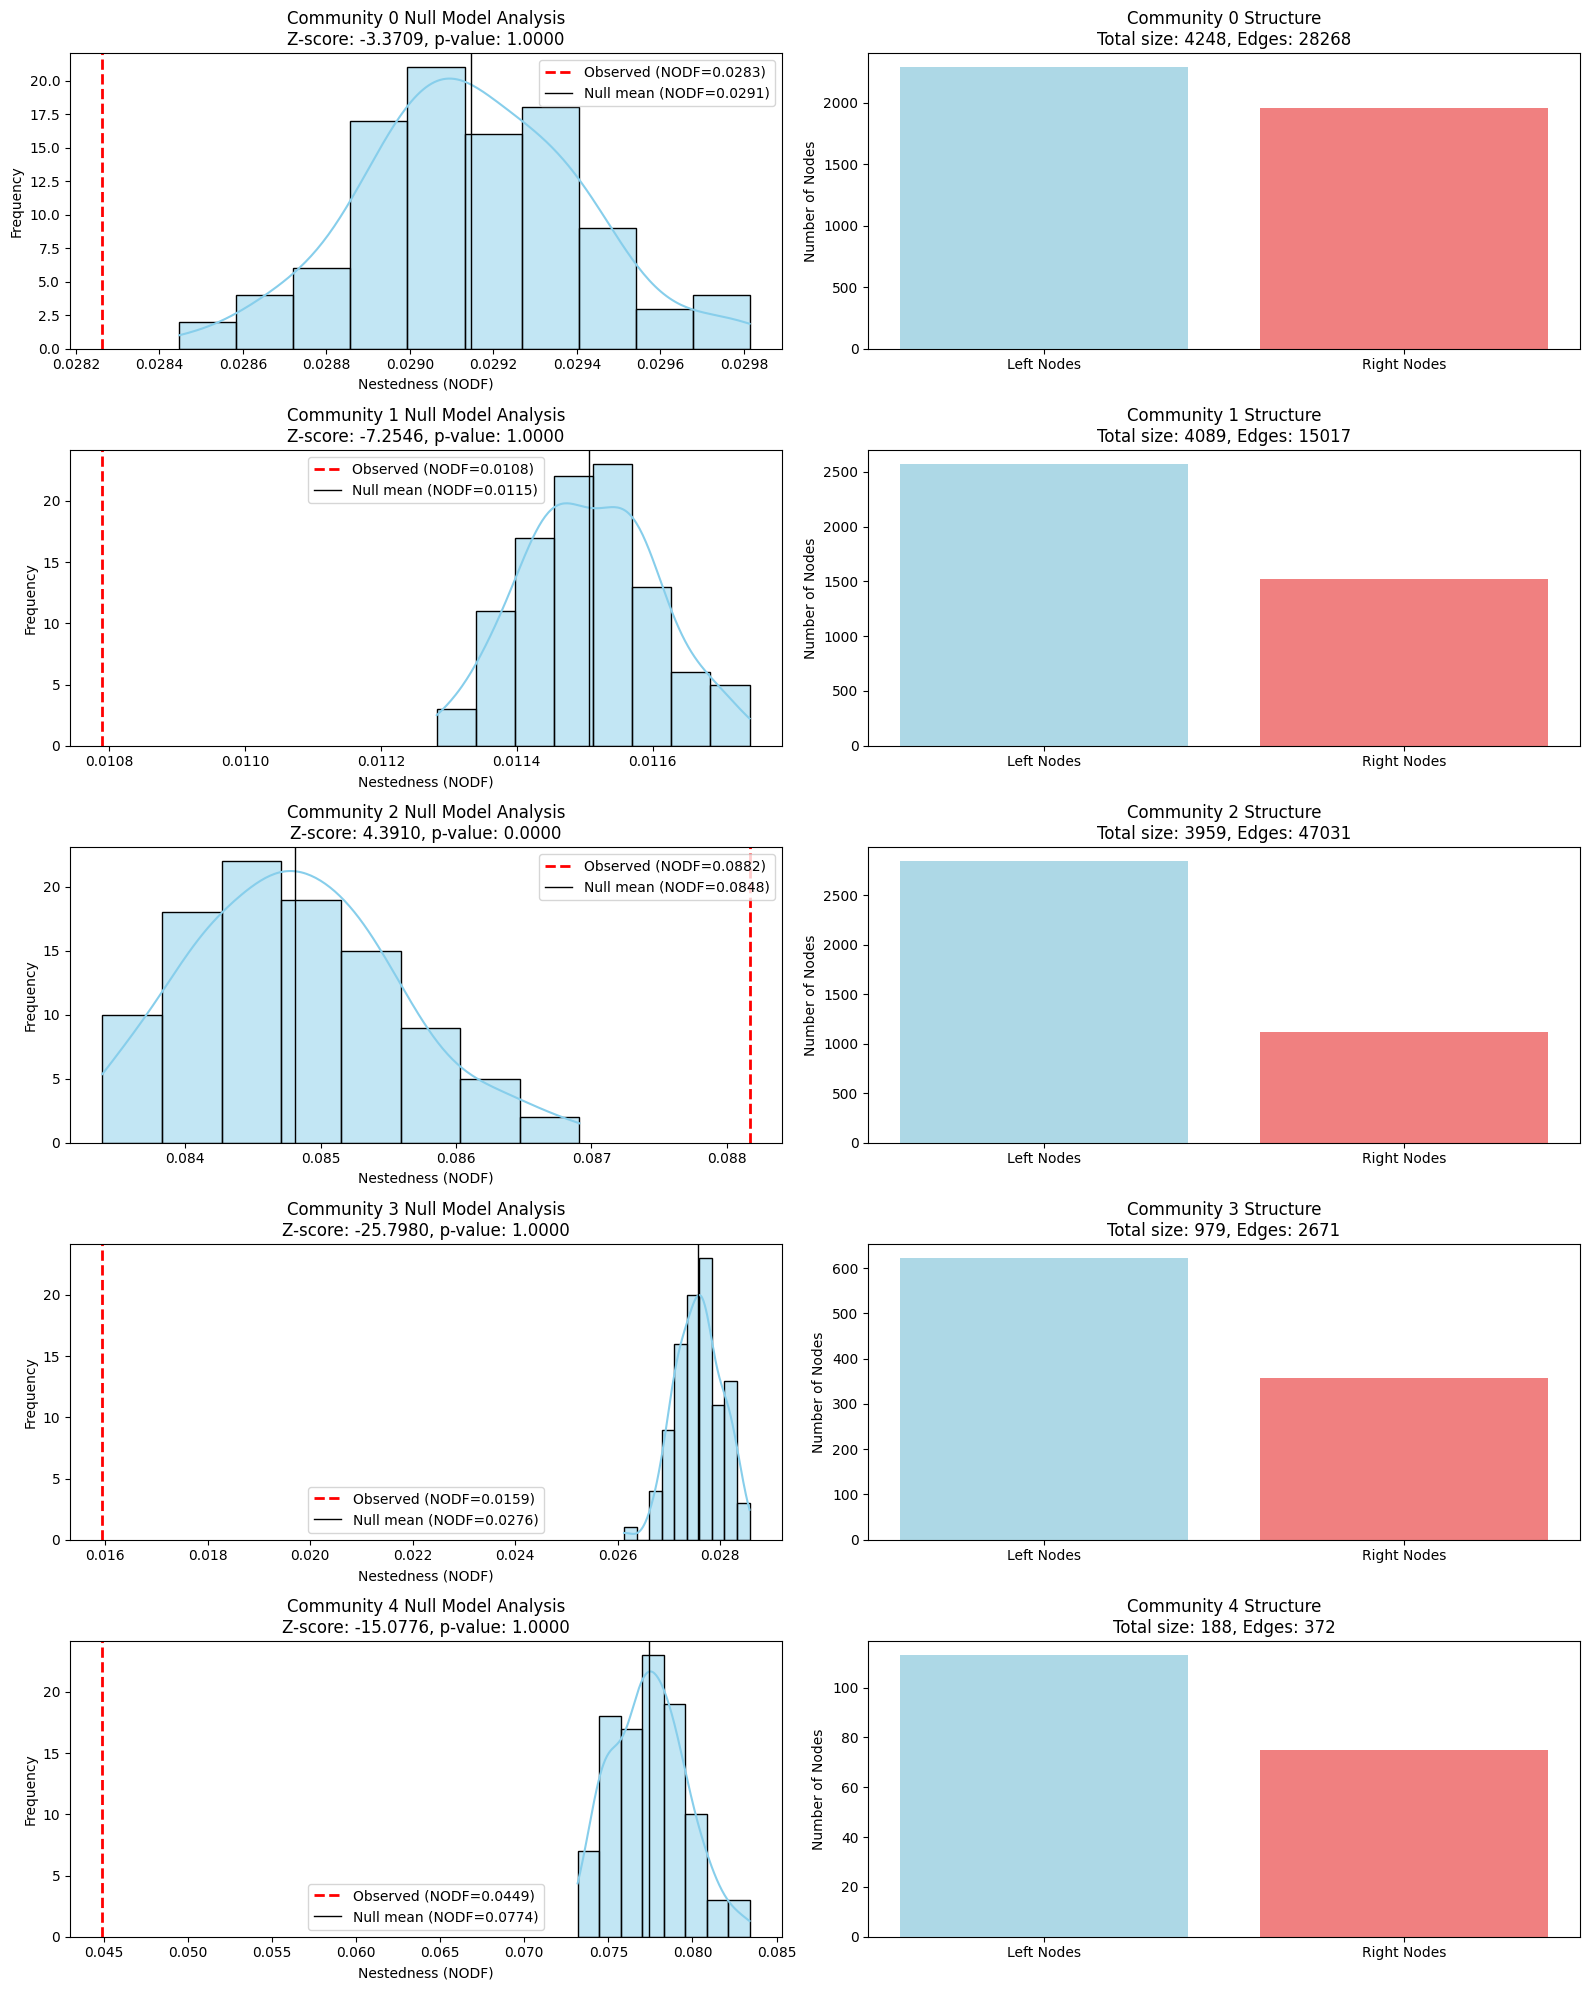 Community 0 Null Model Analysis
Z-score: -3.3709, p-value: 1.0000
Observed (NODF=0.0283)
Null mean (NODF=0.0291)
Frequency
20.0
17.5
15.0
12.5
10.0
7.5
5.0
2.5
0.0
0.0282 0.0284 0.0286 0.0288 0.0290 0.0292 0.0294 0.0296 0.0298
Nestedness (NODF)
Community 0 Structure
Total size: 4248, Edges: 28268
Number of Nodes
2000
1500
1000
500
0
Left Nodes Right Nodes
Community 1 Null Model Analysis
Z-score: -7.2546, p-value: 1.0000
Observed (NODF=0.0108)
Null mean (NODF=0.0115)
Frequency
20
15
10
5
0
0.0108 0.0110 0.0112 0.0114 0.0116
Nestedness (NODF)
Community 1 Structure
Total size: 4089, Edges: 15017
Number of Nodes
2500
2000
1500
1000
500
0
Left Nodes Right Nodes
Community 2 Null Model Analysis
Z-score: 4.3910, p-value: 0.0000
Observed (NODF=0.0882)
Null mean (NODF=0.0848)
Frequency
20
15
10
5
0
0.084 0.085 0.086 0.087 0.088
Nestedness (NODF)
Community 2 Structure
Total size: 3959, Edges: 47031
Number of Nodes
2500
2000
1500
1000
500
0
Left Nodes Right Nodes
Community 3 Null Model Analysis
Z-score: -25.7980, p-value: 1.0000
Observed (NODF=0.0159)
Null mean (NODF=0.0276)
Frequency
20
15
10
5
0
0.016 0.018 0.020 0.022 0.024 0.026 0.028
Nestedness (NODF)
Community 3 Structure
Total size: 979, Edges: 2671
Number of Nodes
600
500
400
300
200
100
0
Left Nodes Right Nodes
Community 4 Null Model Analysis
Z-score: -15.0776, p-value: 1.0000
Observed (NODF=0.0449)
Null mean (NODF=0.0774)
Frequency
20
15
10
5
0
0.045 0.050 0.055 0.060 0.065 0.070 0.075 0.080 0.085
Nestedness (NODF)
Community 4 Structure
Total size: 188, Edges: 372
Number of Nodes
100
80
60
40
20
0
Left Nodes Right Nodes